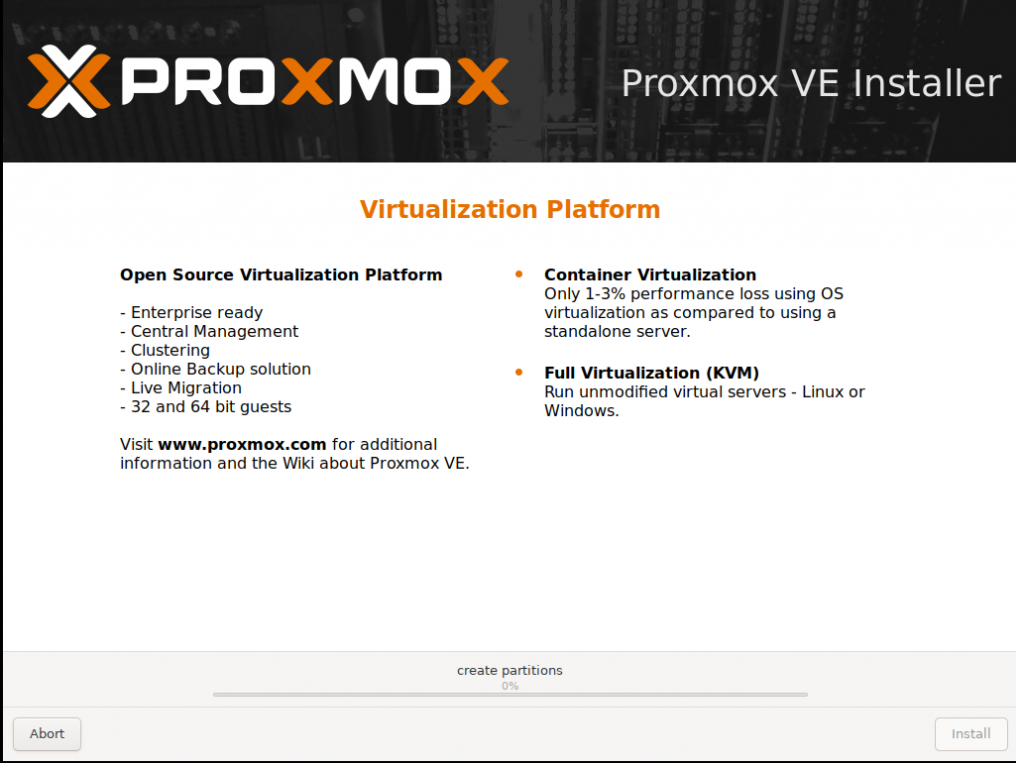 PROXMOX
Proxmox VE Installer
Virtualization Platform
Open Source Virtualization Platform
- Enterprise ready
- Central Management
- Clustering
- Online Backup solution
- Live Migration
- 32 and 64 bit guests
Visit www.proxmox.com for additional
information and the Wiki about Proxmox VE.
Container Virtualization
Only 1-3% performance loss using OS
virtualization as compared to using a
standalone server.
Full Virtualization (KVM)
Run unmodified virtual servers - Linux or
Windows.
create partitions
0%
Abort
Install